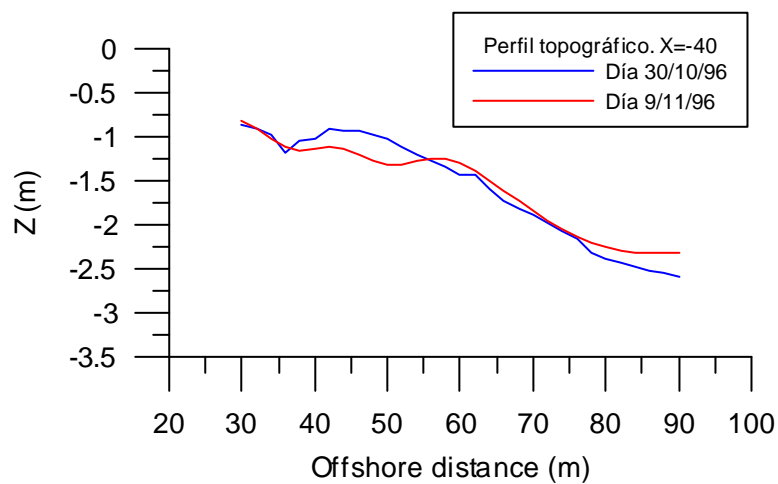 Perfil topográfico. X=-40
Día 30/10/96
Día 9/11/96
0
-0.5
-1
-1.5
-2
-2.5
-3
-3.5
Z (m)
20 30 40 50 60 70 80 90 100
Offshore distance (m)